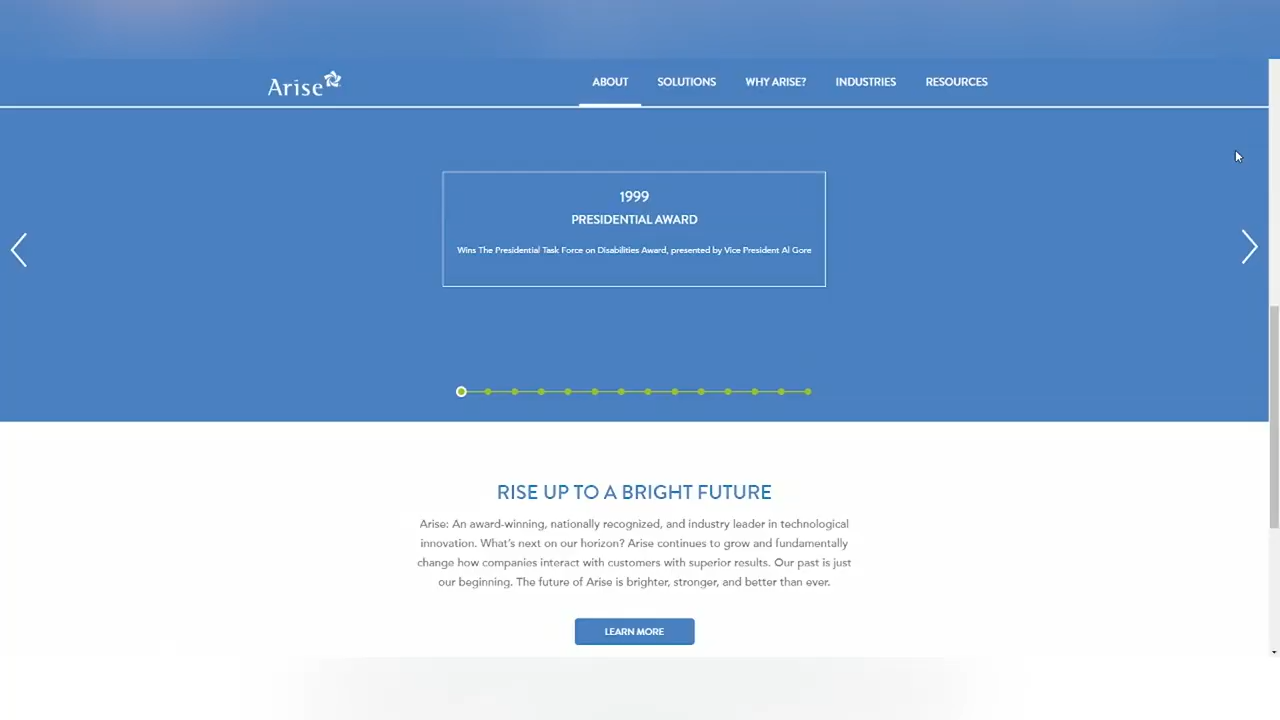 Arise
ABOUT SOLUTIONS WHY ARISE? INDUSTRIES RESOURCES
1999
PRESIDENTIAL AWARD
Wins The Presidential Task Force on Disabilities Award, presented by Vice President Al Gore
RISE UP TO A BRIGHT FUTURE
Arise: An award-winning, nationally recognized, and industry leader in technological
innovation. What's next on our horizon? Arise continues to grow and fundamentally
change how companies interact with customers with superior results. Our past is just
our beginning. The future of Arise is brighter, stronger, and better than ever.
LEARN MORE